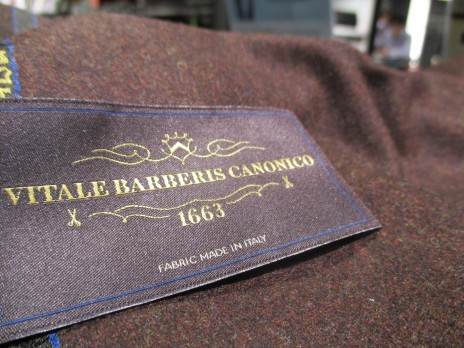 VITALE BARBERIS CANONICO
1663
FABRIC MADE IN ITALY